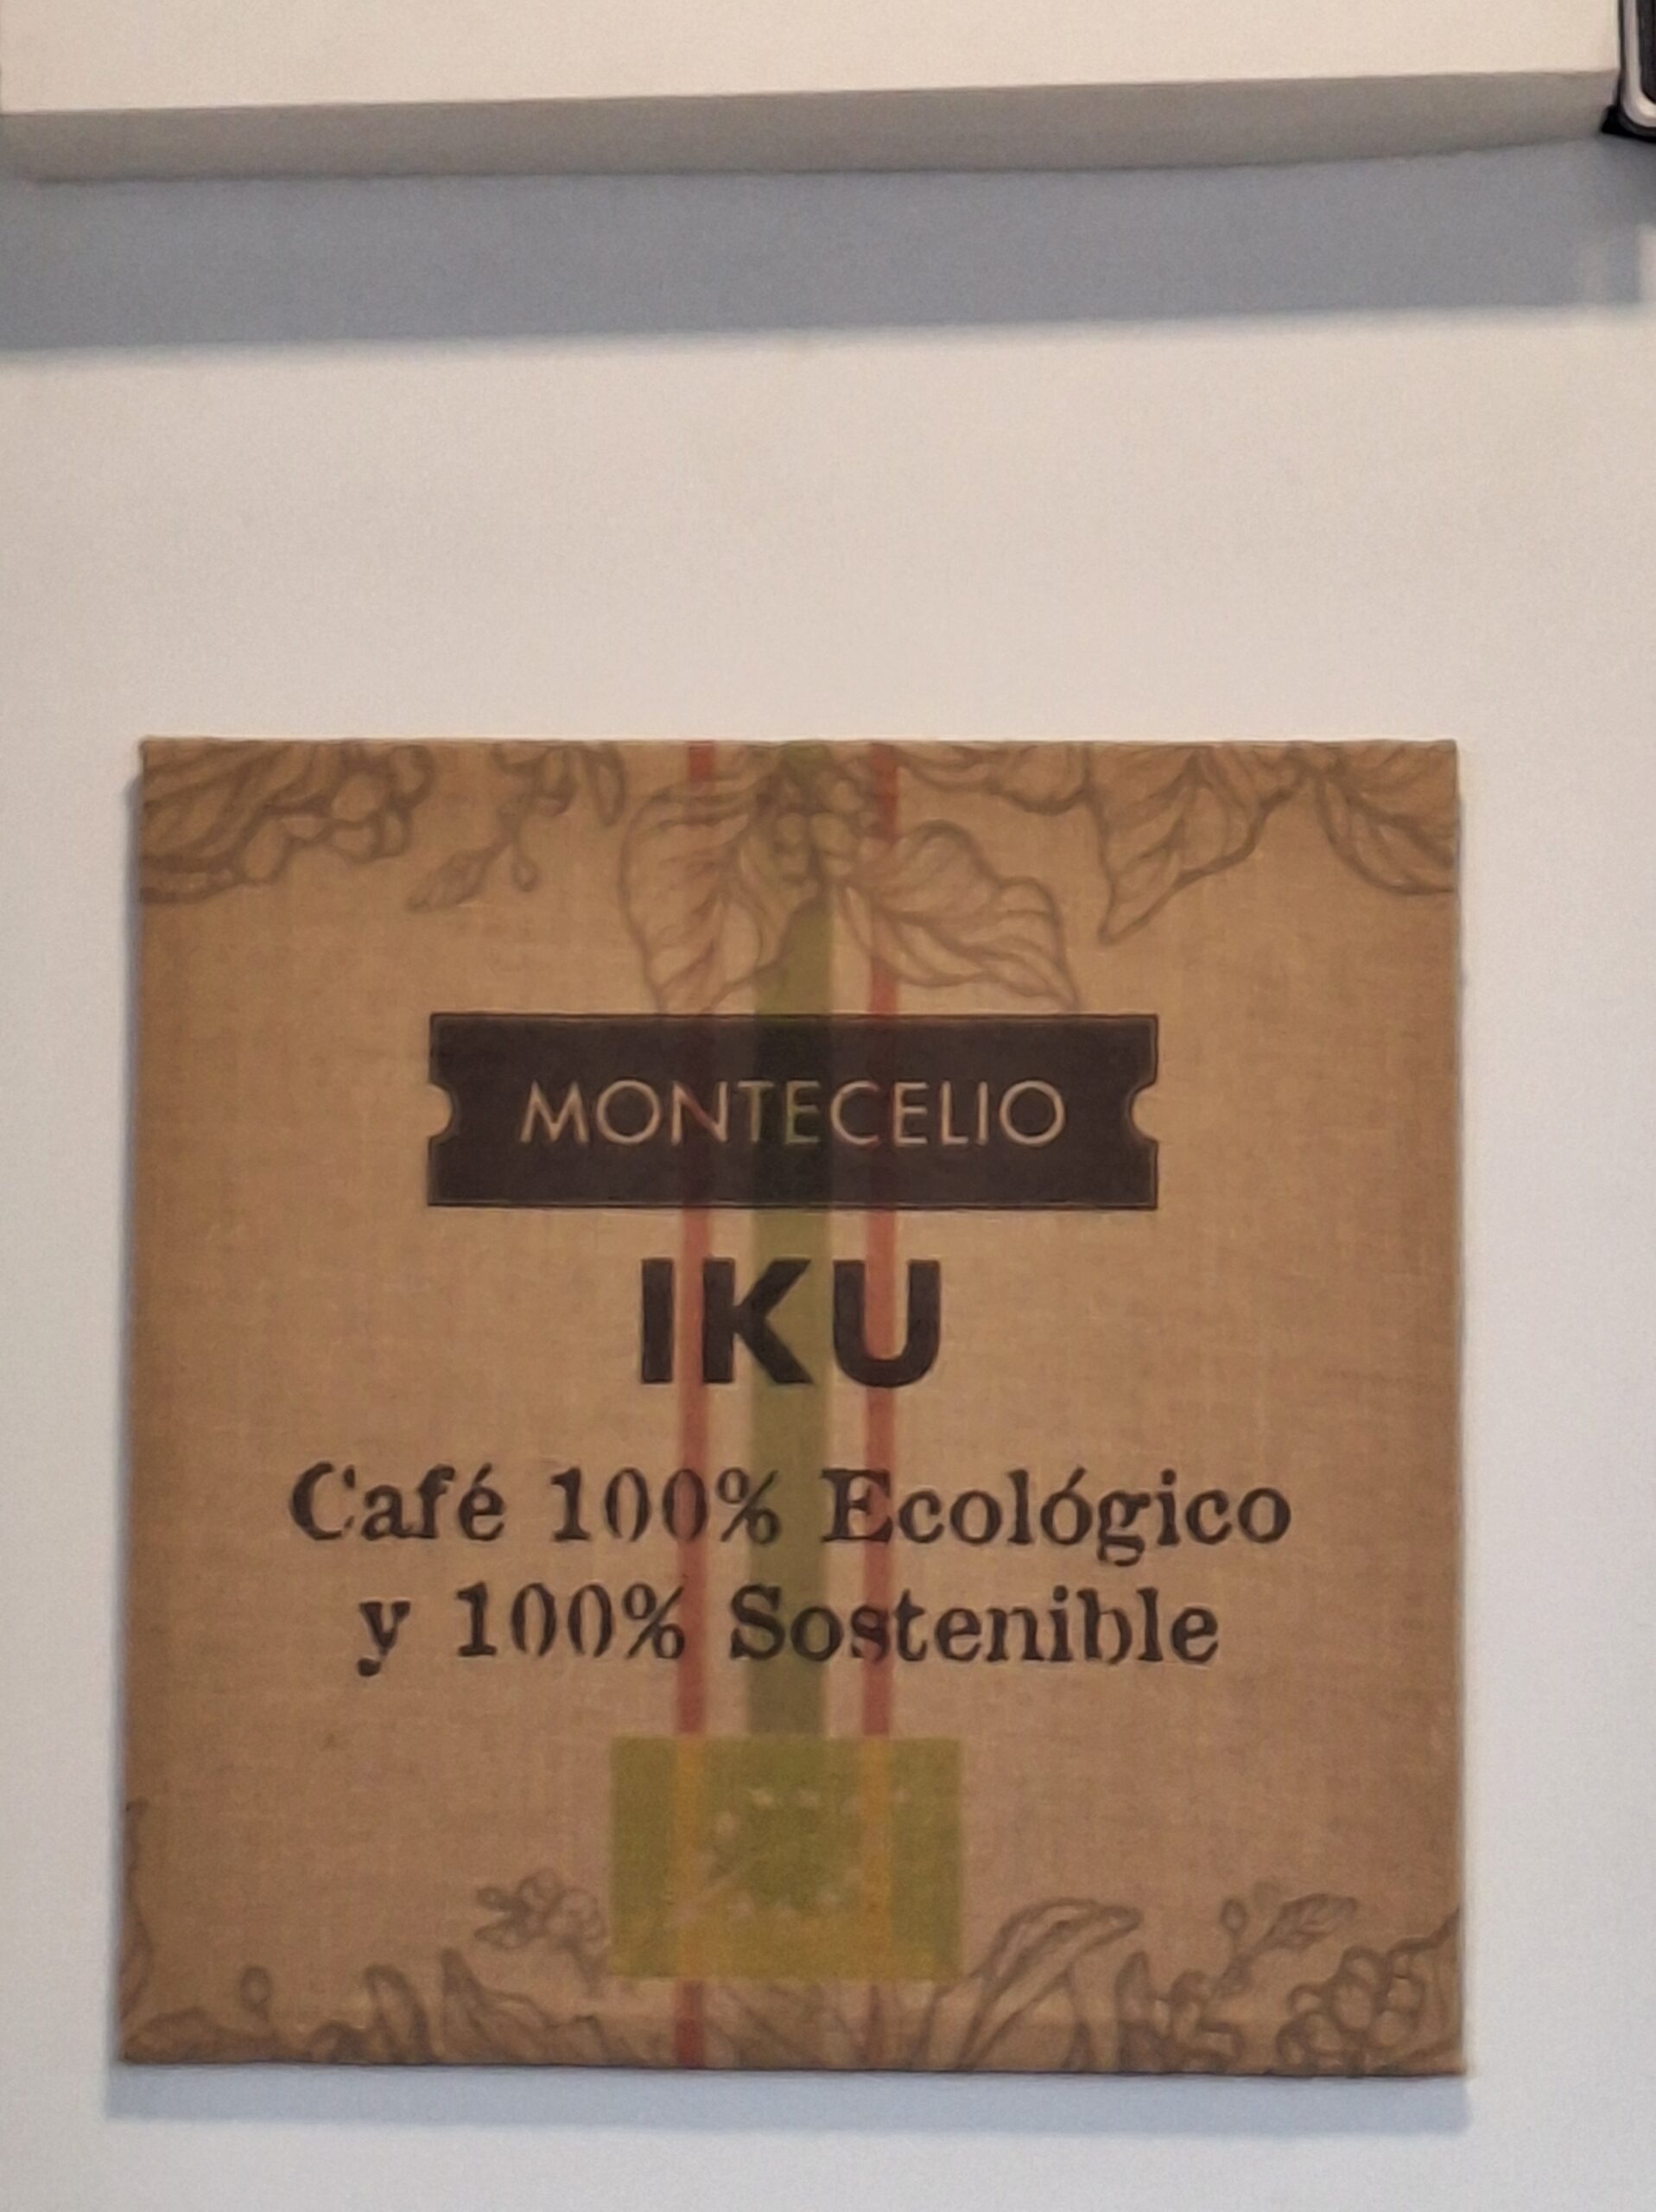 MONTECELIO
IKU
Café 100% Ecológico
y 100% Sostenible